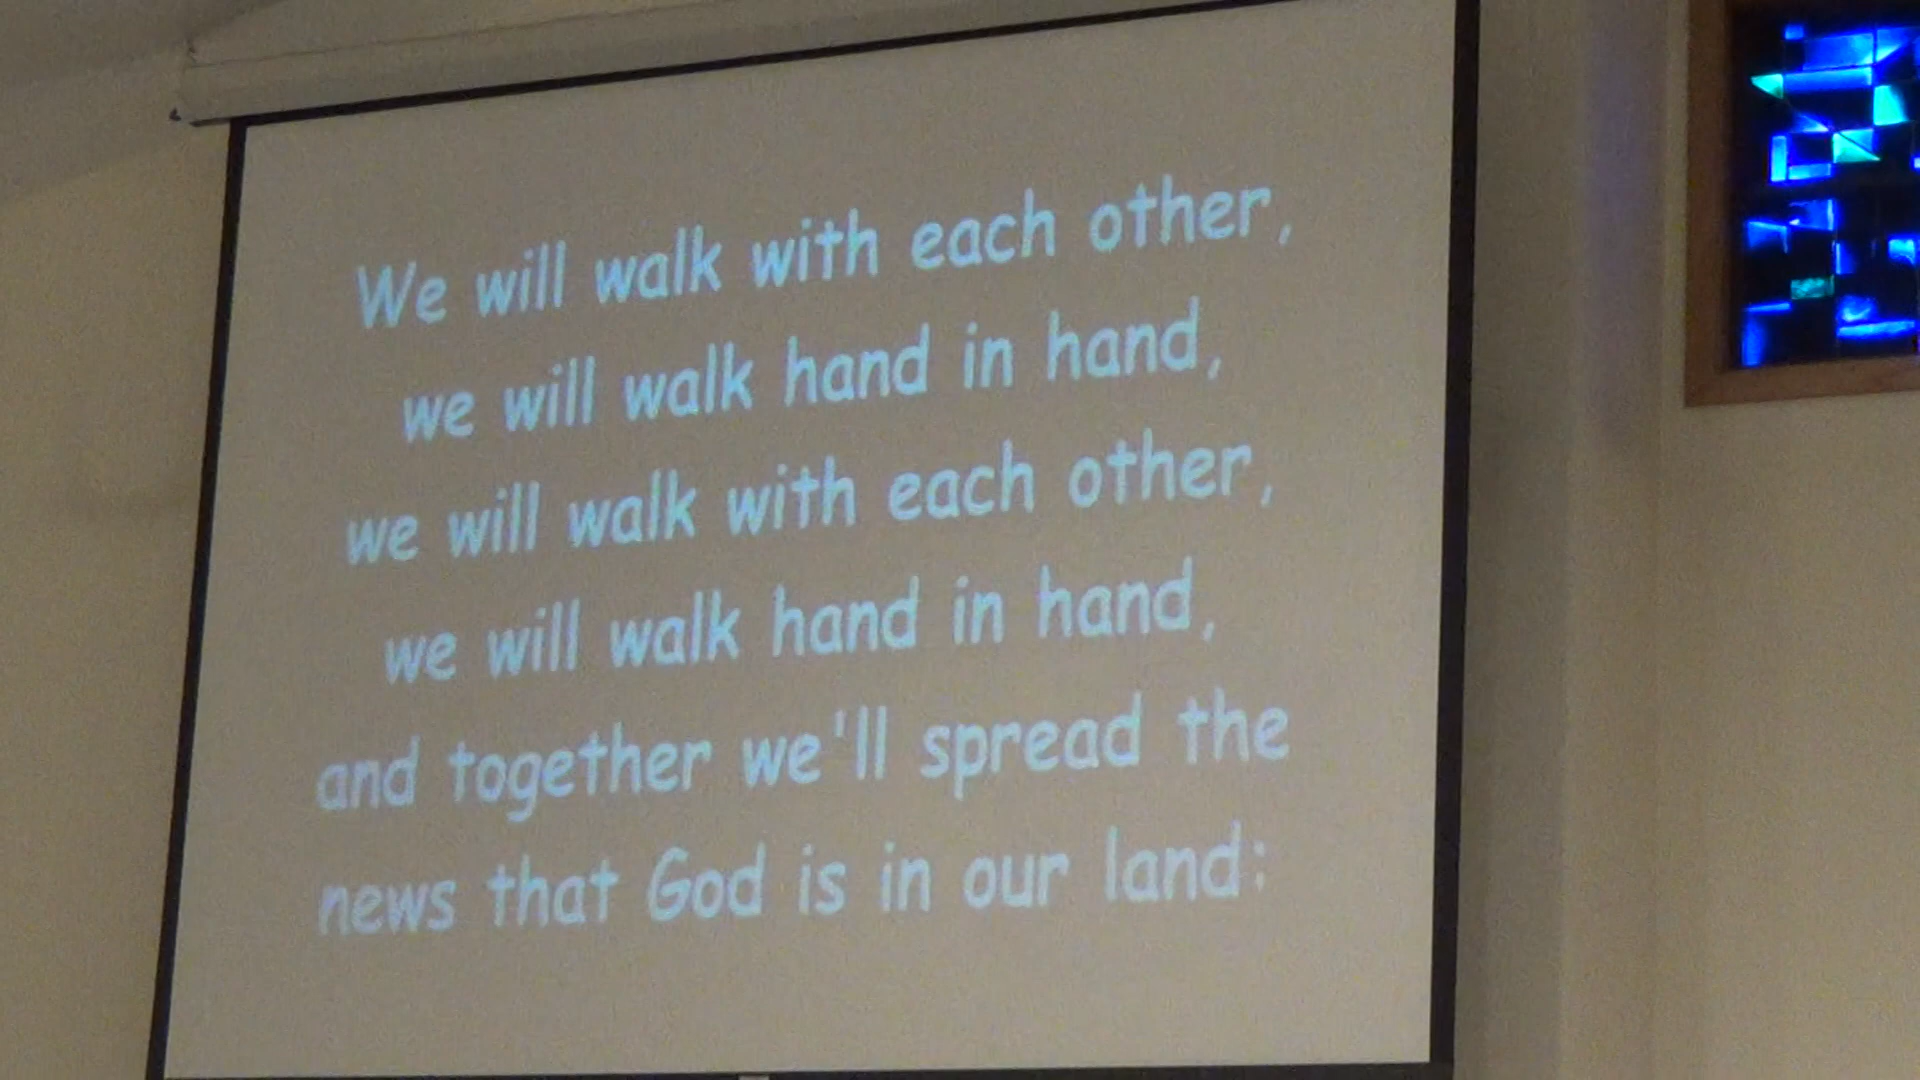 We will walk with each other,
we will walk hand in hand,
we will walk with each other,
we will walk hand in hand,
and together we'll spread the
news that God is in our land: